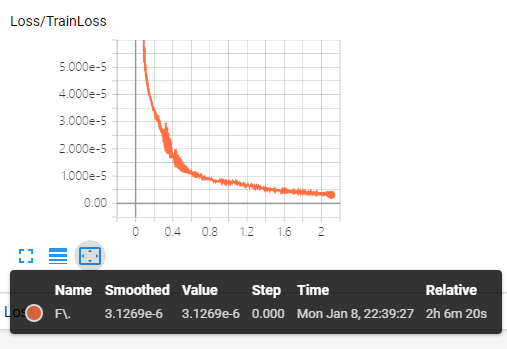 Loss/TrainLoss
5.000e-5
4.000e-5
3.000e-5
2.000e-5
1.000e-5
0.00
0 0.4 0.8 1.2 1.6 2
Name Smoothed Value Step Time Relative
F\. 3.1269e-6 3.1269e-6 0.000 Mon Jan 8, 22:39:27 2h 6m 20s